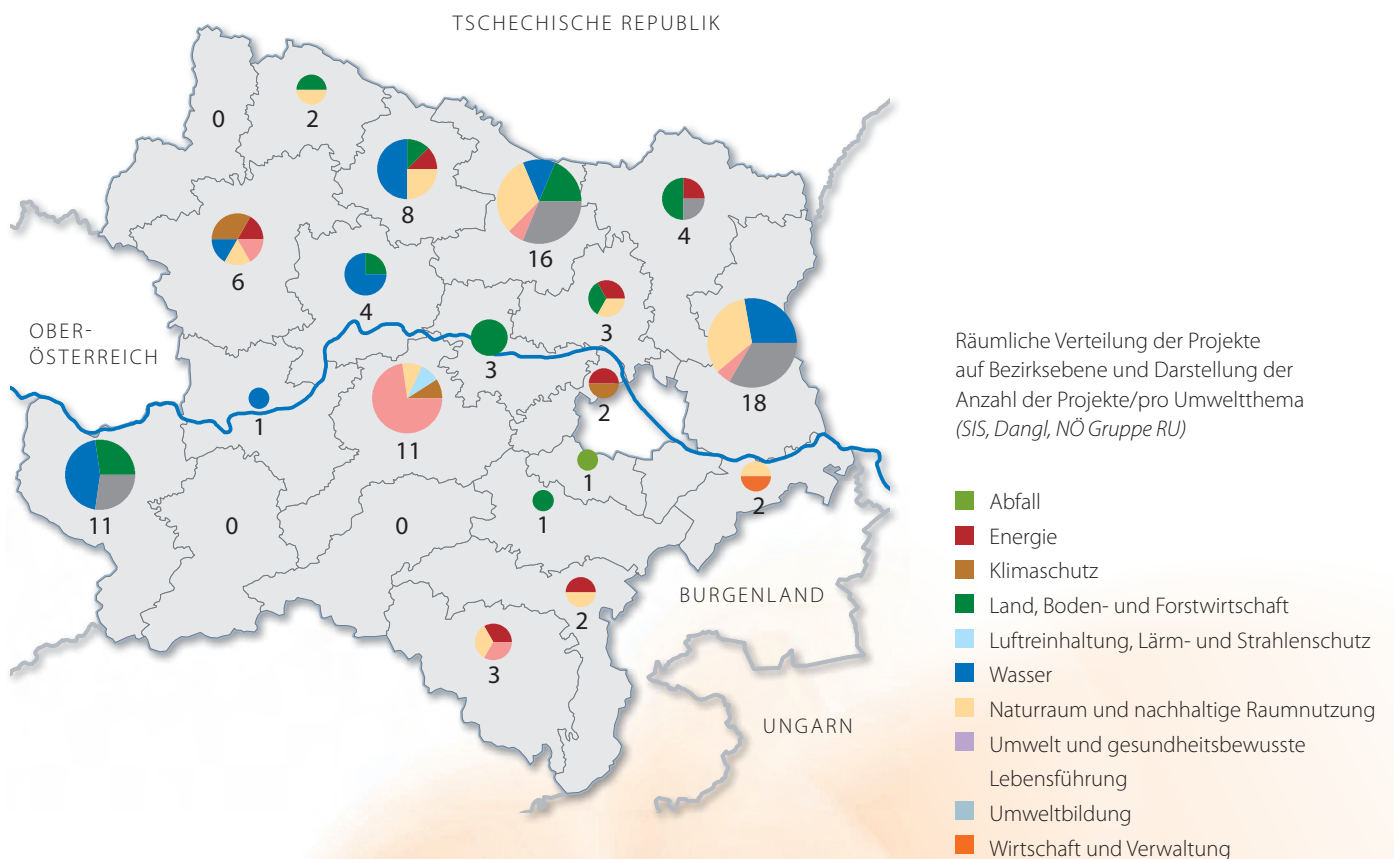 TSCHECHISCHE REPUBLIK
0
2
8
16
4
6
4
3
OBER-
ÖSTERREICH
3
2
18
1
11
11
1
2
0
0
1
2
BURGENLAND
3
UNGARN
Räumliche Verteilung der Projekte
auf Bezirksebene und Darstellung der
Anzahl der Projekte/pro Umweltthema
(SIS, Dangl, NÖ Gruppe RU)
Abfall
Energie
Klimaschutz
Land, Boden- und Forstwirtschaft
Luftreinhaltung, Lärm- und Strahlenschutz
Wasser
Naturraum und nachhaltige Raumnutzung
Umwelt und gesundheitsbewusste
Lebensführung
Umweltbildung
Wirtschaft und Verwaltung